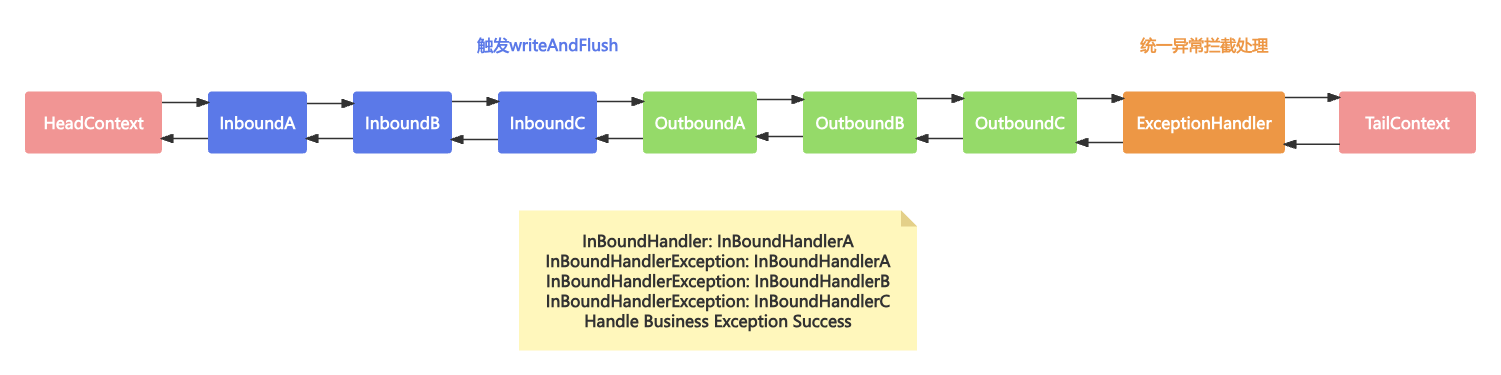 触发writeAndFlush
统一异常拦截处理
HeadContext
InboundA
InboundB
InboundC
OutboundA
OutboundB
OutboundC
ExceptionHandler
TailContext
InBoundHandler: InBoundHandlerA
InBoundHandlerException: InBoundHandlerA
InBoundHandlerException: InBoundHandlerB
InBoundHandlerException: InBoundHandlerC
Handle Business Exception Success